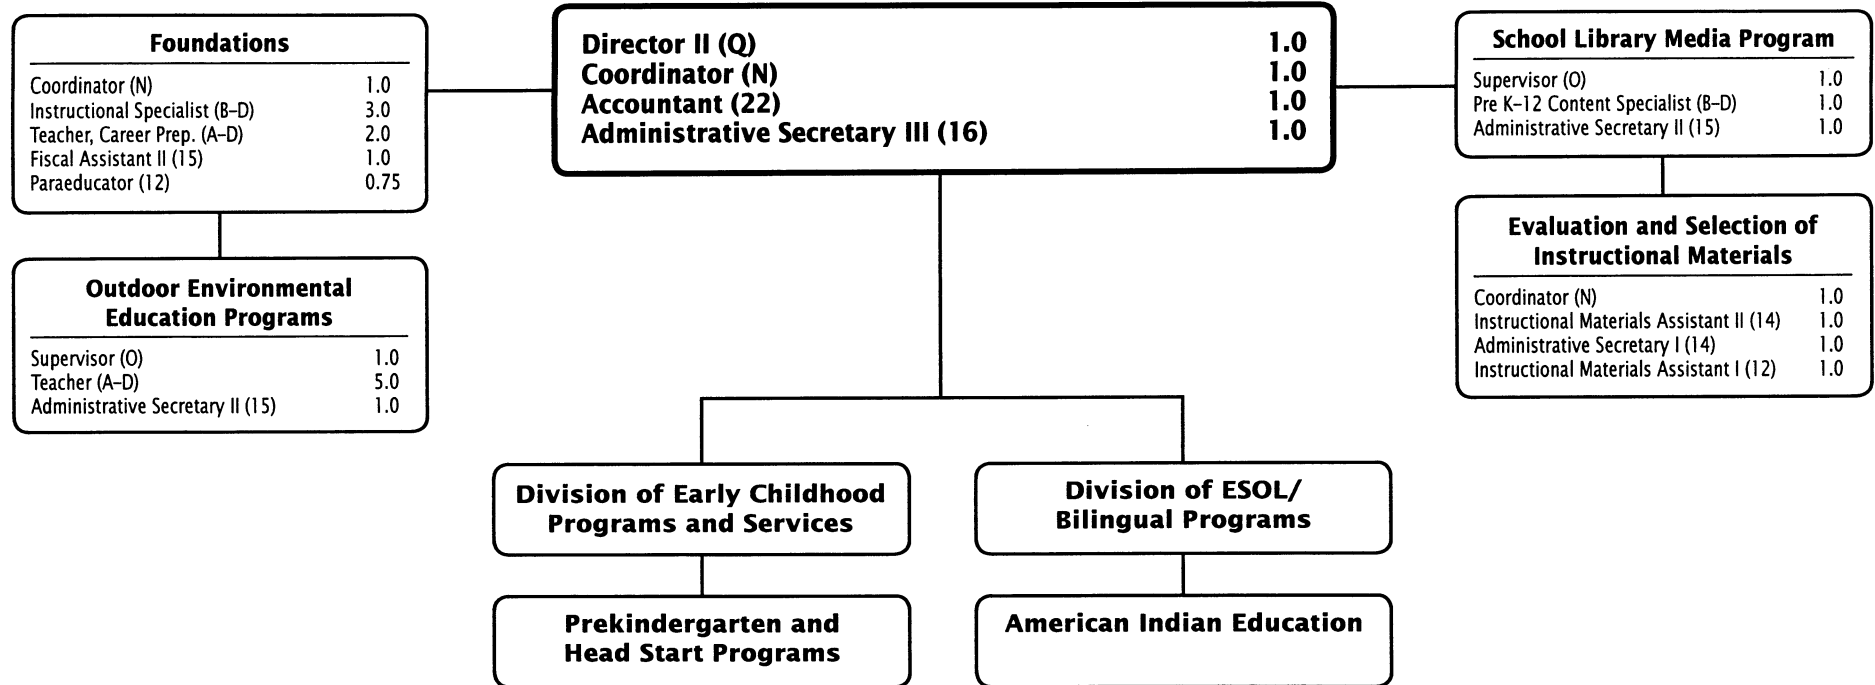 Foundations
Coordinator (N) 1.0
Instructional Specialist (B–D) 3.0
Teacher, Career Prep. (A–D) 2.0
Fiscal Assistant II (15) 1.0
Paraeducator (12) 0.75
Outdoor Environmental
Education Programs
Supervisor (O) 1.0
Teacher (A–D) 5.0
Administrative Secretary II (15) 1.0
Director II (Q) 1.0
Coordinator (N) 1.0
Accountant (22) 1.0
Administrative Secretary III (16) 1.0
School Library Media Program
Supervisor (O) 1.0
Pre K–12 Content Specialist (B–D) 1.0
Administrative Secretary II (15) 1.0
Evaluation and Selection of
Instructional Materials
Coordinator (N) 1.0
Instructional Materials Assistant II (14) 1.0
Administrative Secretary I (14) 1.0
Instructional Materials Assistant I (12) 1.0
Division of Early Childhood
Programs and Services
Prekindergarten and
Head Start Programs
Division of ESOL/
Bilingual Programs
American Indian Education